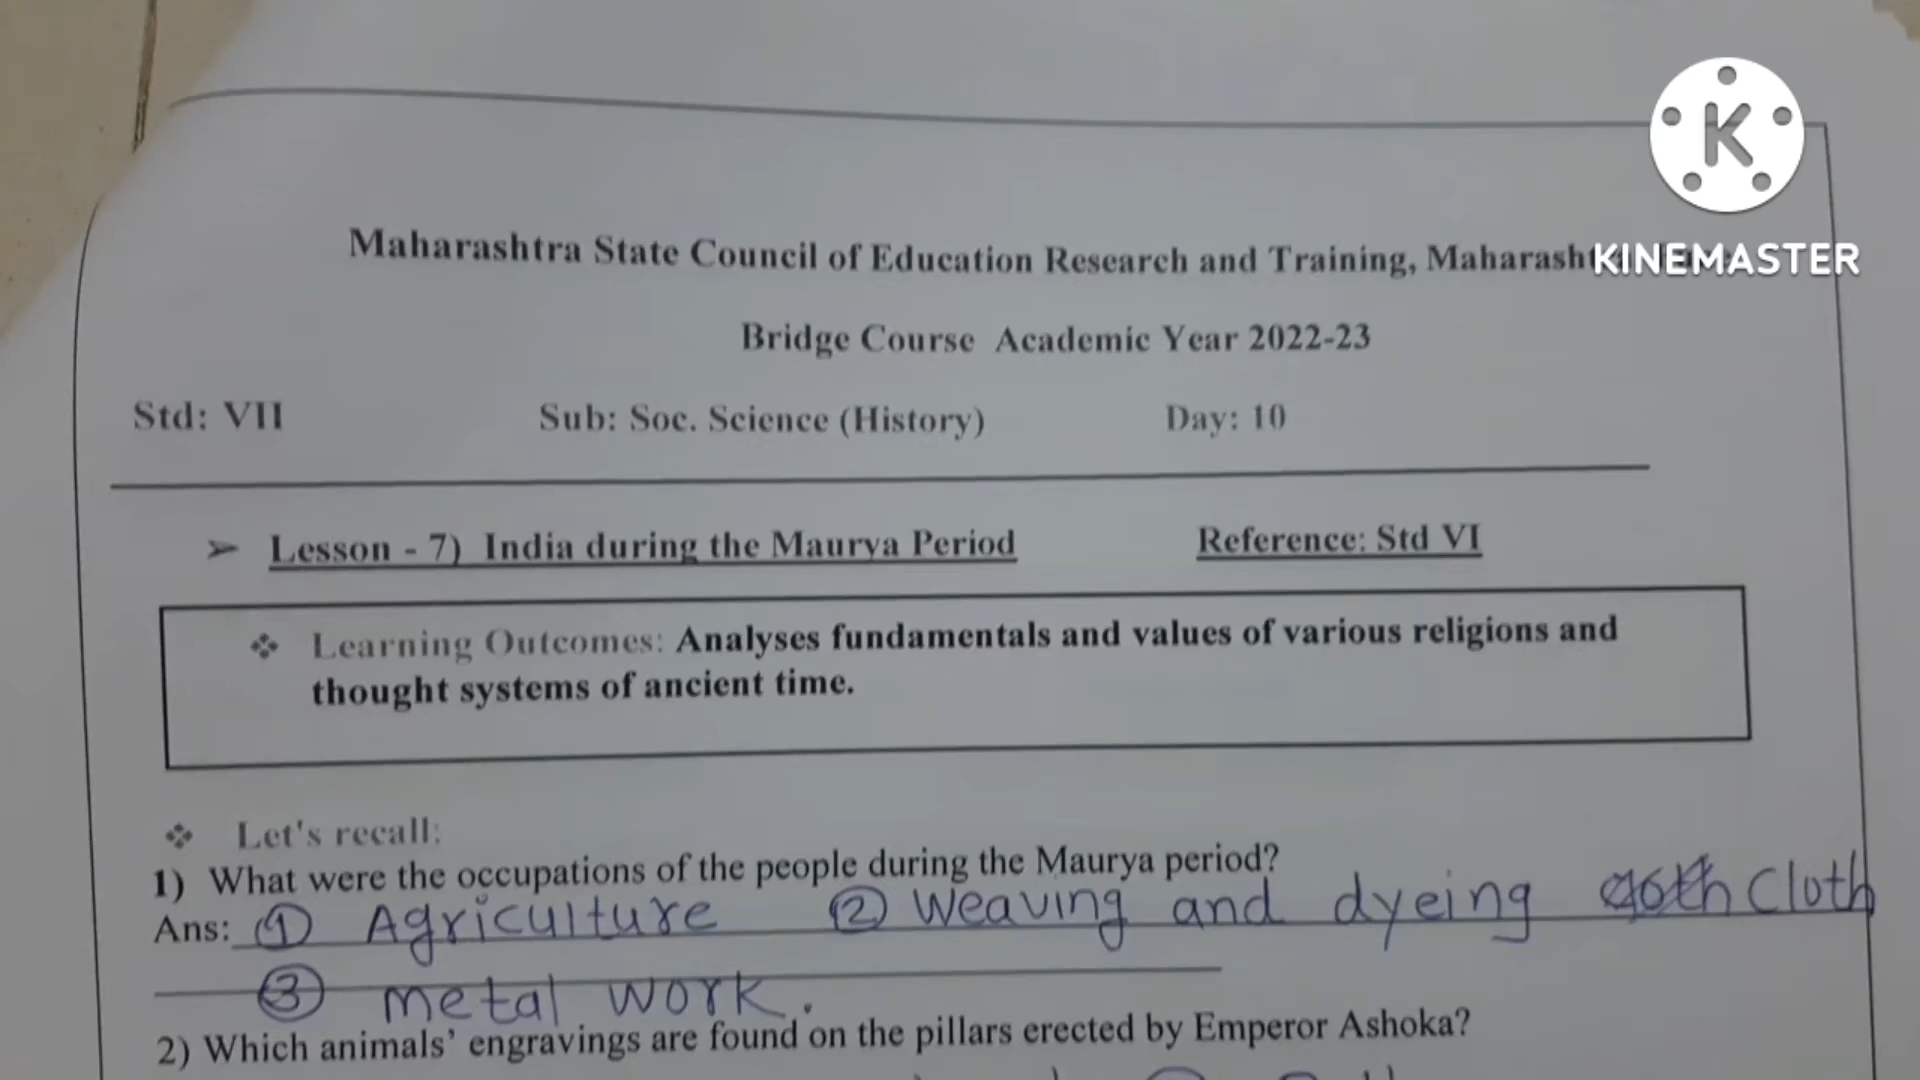 K
KINEMASTER
Maharashtra State Council of Education Research and Training, Maharasht
Bridge Course Academic Year 2022-23
Std: VII Sub: Soc. Science (History) Day: 10
➢ Lesson - 7) India during the Maurya Period Reference: Std VI
❖ Learning Outcomes: Analyses fundamentals and values of various religions and
thought systems of ancient time.
❖ Let's recall:
1) What were the occupations of the people during the Maurya period?
Ans: ① Agriculture ② Weaving and dyeing Cloth
③ metal work.
2) Which animals’ engravings are found on the pillars erected by Emperor Ashoka?